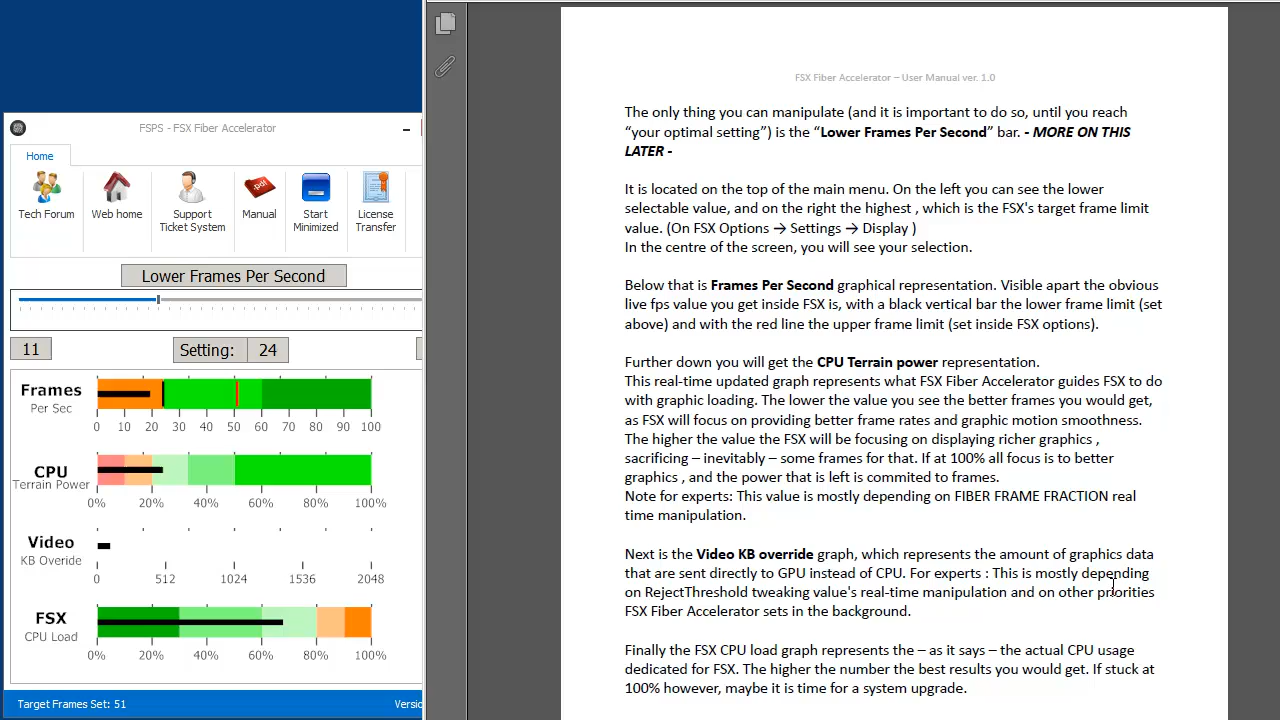 FSPS - FSX Fiber Accelerator
Home
Tech Forum
Web home
Support
Ticket System
Manual
.pdf
Start
Minimized
License
Transfer
Lower Frames Per Second
11
Setting:
24
Frames
Per Sec
0 10 20 30 40 50 60 70 80 90 100
CPU
Terrain Power
0% 20% 40% 60% 80% 100%
Video
KB Override
0 512 1024 1536 2048
FSX
CPU Load
0% 20% 40% 60% 80% 100%
Target Frames Set: 51
Versio
FSX Fiber Accelerator – User Manual ver. 1.0
The only thing you can manipulate (and it is important to do so, until you reach
“your optimal setting”) is the “Lower Frames Per Second” bar. - MORE ON THIS
LATER -
It is located on the top of the main menu. On the left you can see the lower
selectable value, and on the right the highest , which is the FSX's target frame limit
value. (On FSX Options → Settings → Display )
In the centre of the screen, you will see your selection.
Below that is Frames Per Second graphical representation. Visible apart the obvious
live fps value you get inside FSX is, with a black vertical bar the lower frame limit (set
above) and with the red line the upper frame limit (set inside FSX options).
Further down you will get the CPU Terrain power representation.
This real-time updated graph represents what FSX Fiber Accelerator guides FSX to do
with graphic loading. The lower the value you see the better frames you would get,
as FSX will focus on providing better frame rates and graphic motion smoothness.
The higher the value the FSX will be focusing on displaying richer graphics ,
sacrificing – inevitably – some frames for that. If at 100% all focus is to better
graphics , and the power that is left is commited to frames.
Note for experts: This value is mostly depending on FIBER FRAME FRACTION real
time manipulation.
Next is the Video KB override graph, which represents the amount of graphics data
that are sent directly to GPU instead of CPU. For experts : This is mostly depending
on RejectThreshold tweaking value's real-time manipulation and on other priorities
FSX Fiber Accelerator sets in the background.
Finally the FSX CPU load graph represents the – as it says – the actual CPU usage
dedicated for FSX. The higher the number the best results you would get. If stuck at
100% however, maybe it is time for a system upgrade.